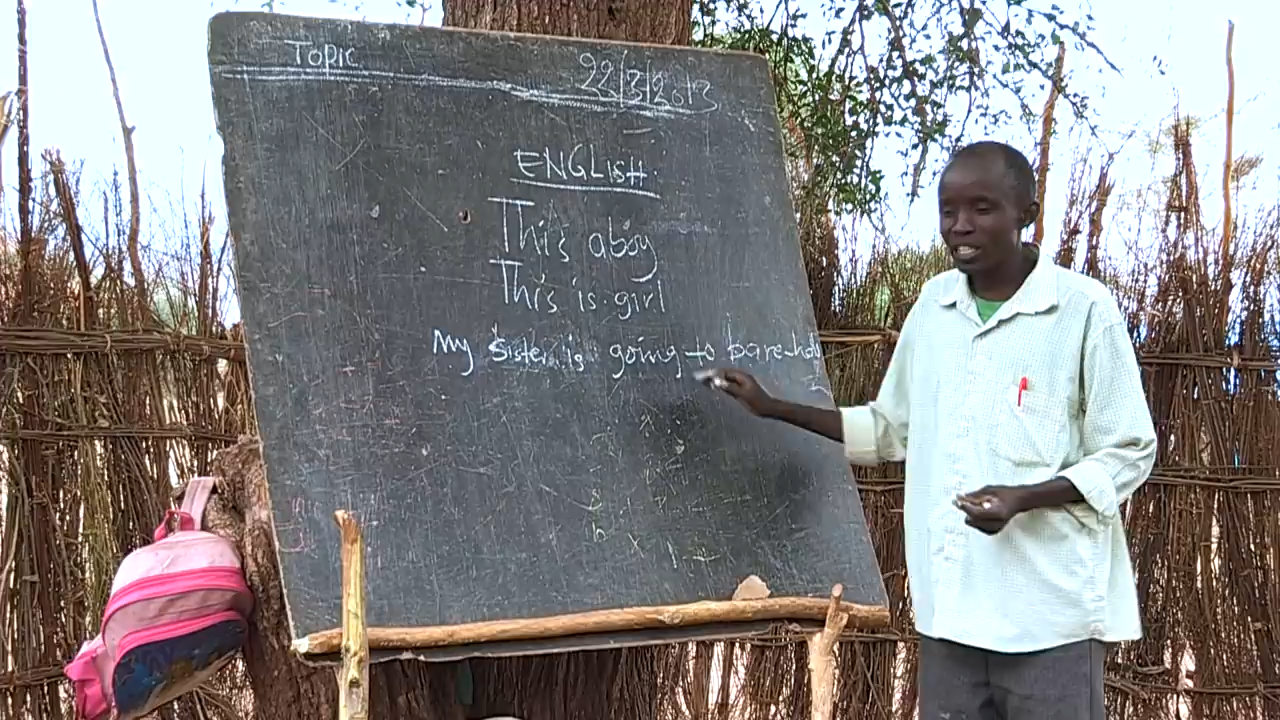 Topic 22/3/2013
ENGLISH
This aboy
This is girl
My Sister is going to